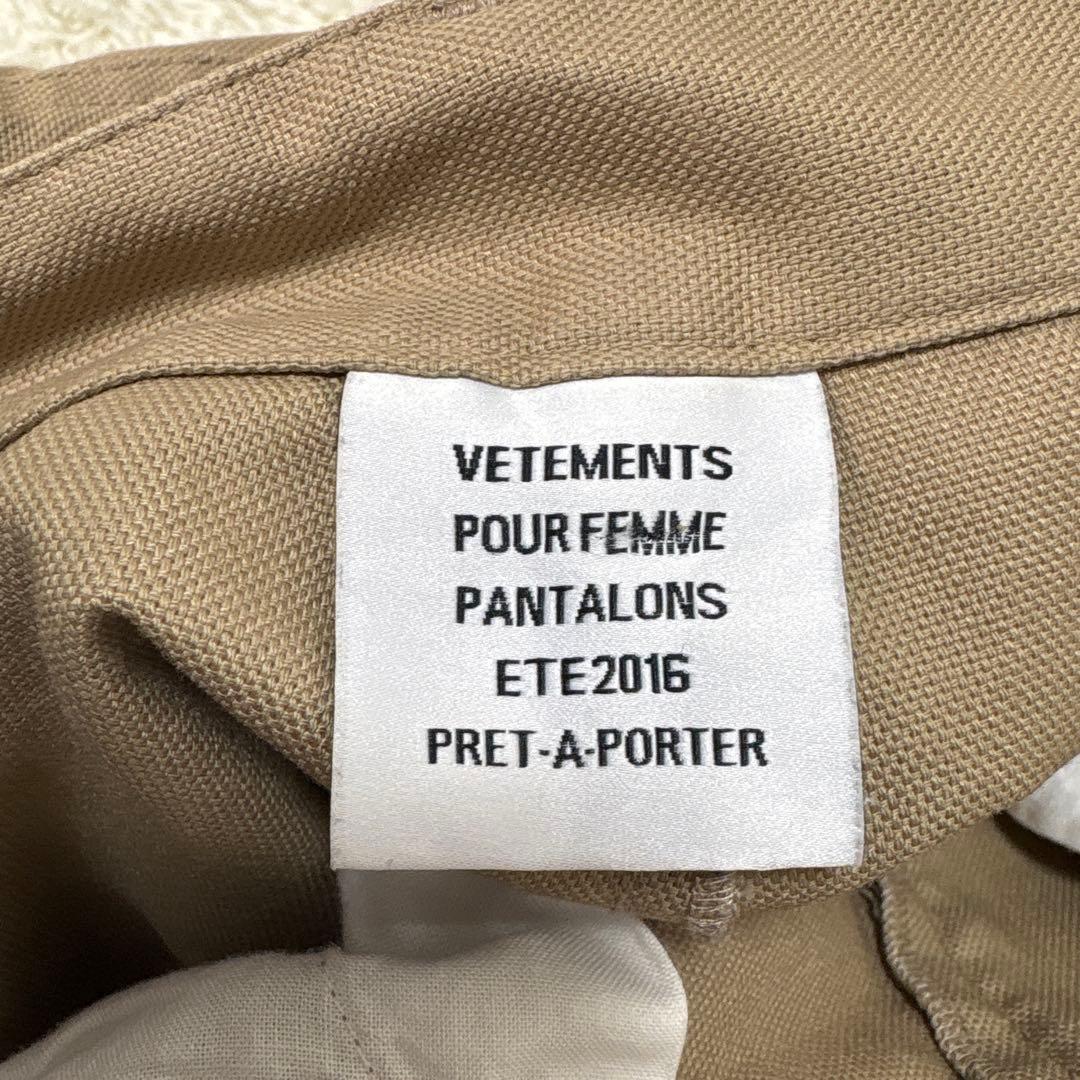 VETEMENTS
POUR FEMME
PANTALONS
ETE2016
PRET-A-PORTER